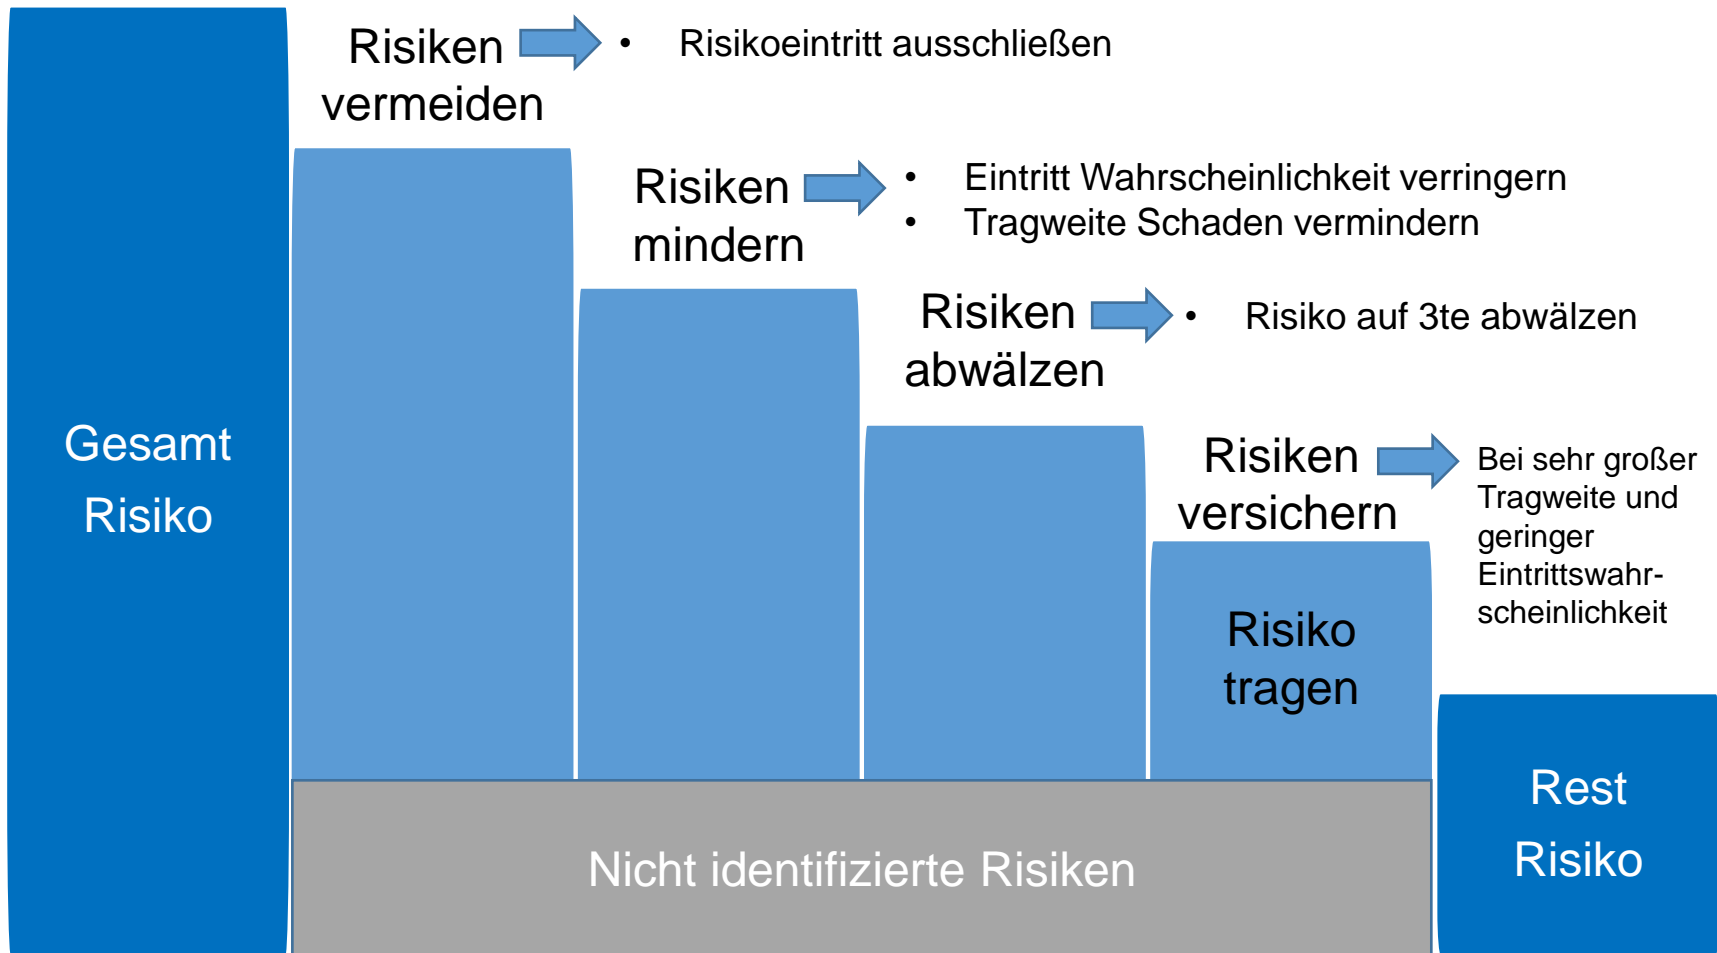 Risiken
vermeiden
• Risikoeintritt ausschließen
Risiken
mindern
• Eintritt Wahrscheinlichkeit verringern
• Tragweite Schaden vermindern
Risiken
abwälzen
• Risiko auf 3te abwälzen
Gesamt
Risiko
Risiken
versichern
Bei sehr großer
Tragweite und
geringer
Eintrittswahr-
scheinlichkeit
Risiko
tragen
Rest
Risiko
Nicht identifizierte Risiken